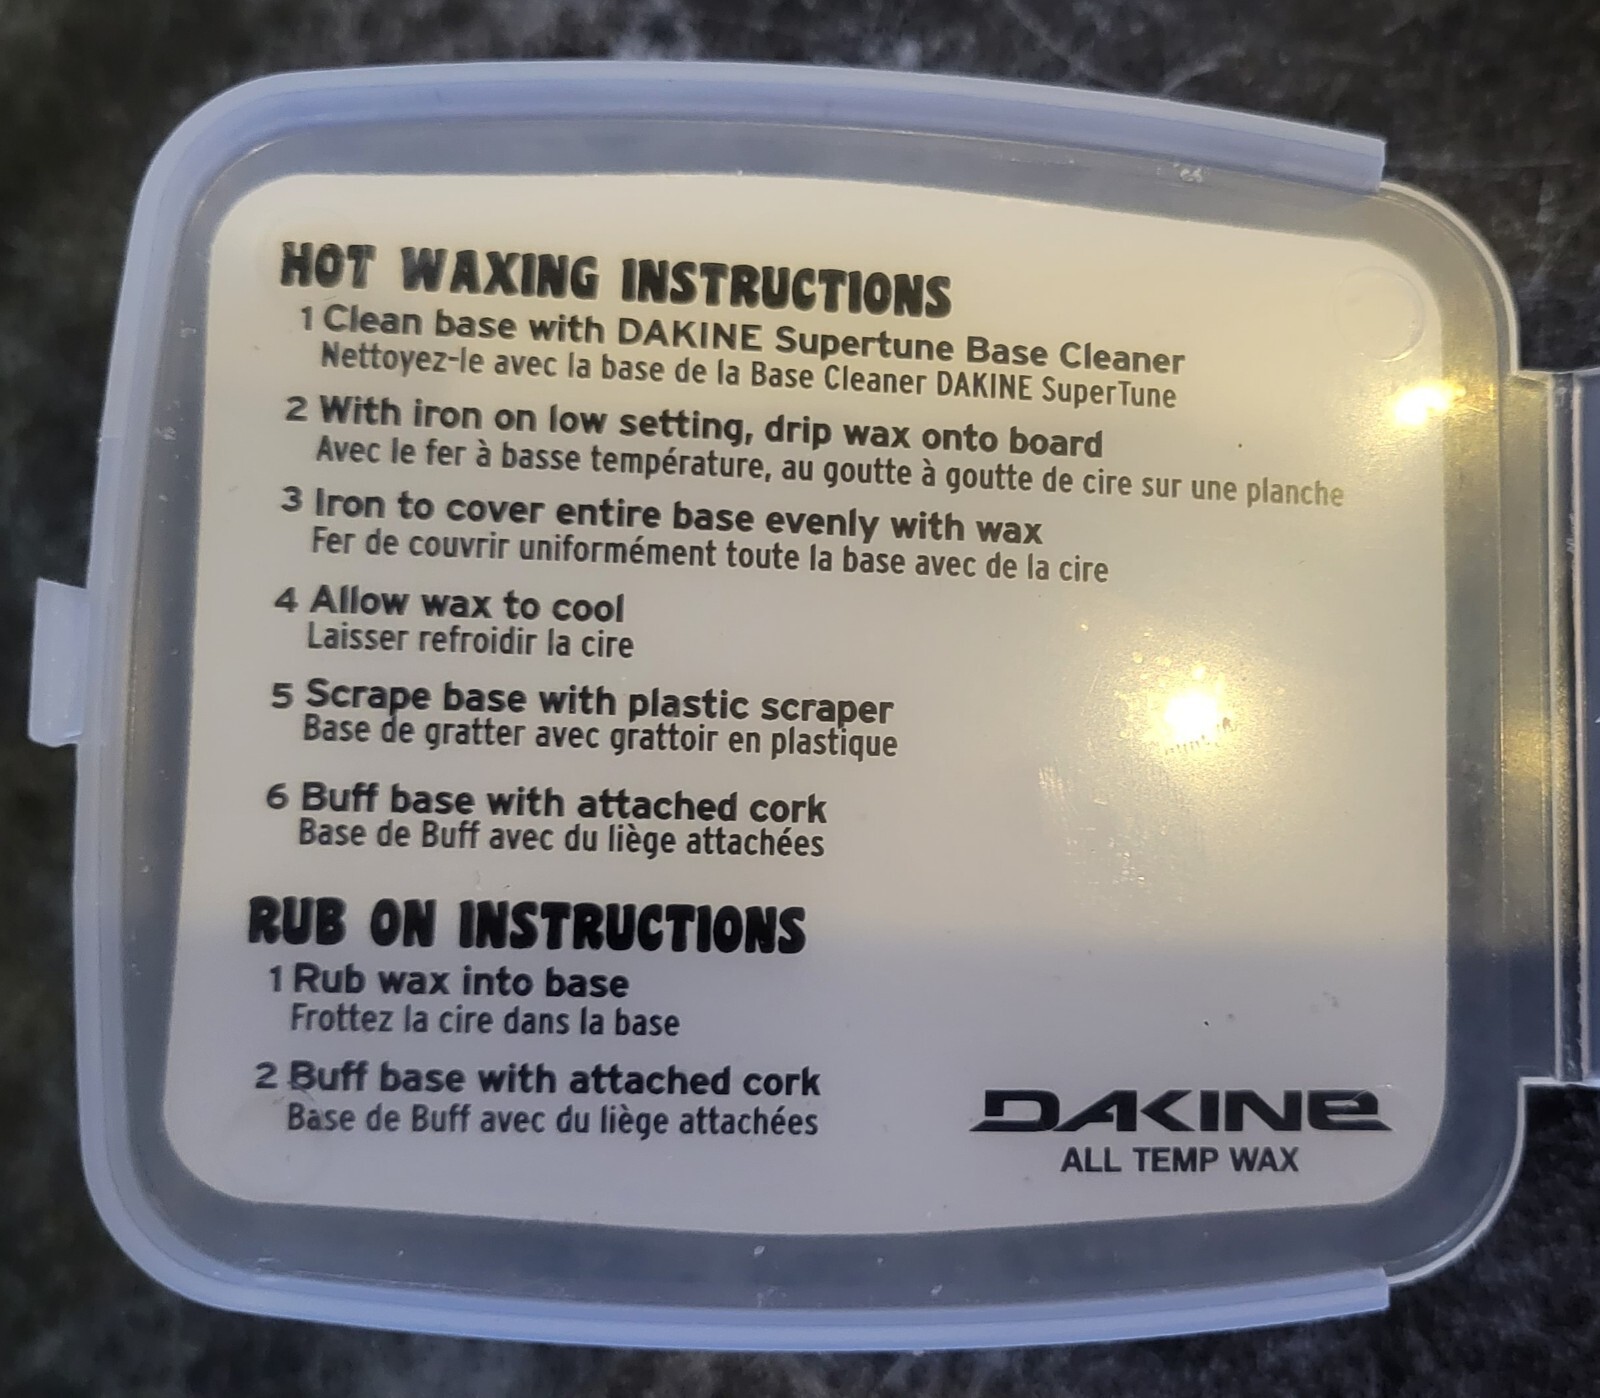 HOT WAXING INSTRUCTIONS
1 Clean base with DAKINE Supertune Base Cleaner
Nettoyez-le avec la base de la Base Cleaner DAKINE SuperTune
2 With iron on low setting, drip wax onto board
Avec le fer à basse température, au goutte à goutte de cire sur une planche
3 Iron to cover entire base evenly with wax
Fer de couvrir uniformément toute la base avec de la cire
4 Allow wax to cool
Laisser refroidir la cire
5 Scrape base with plastic scraper
Base de gratter avec grattoir en plastique
6 Buff base with attached cork
Base de Buff avec du liège attachées
RUB ON INSTRUCTIONS
1 Rub wax into base
Frottez la cire dans la base
2 Buff base with attached cork
Base de Buff avec du liège attachées
DAKINE
ALL TEMP WAX